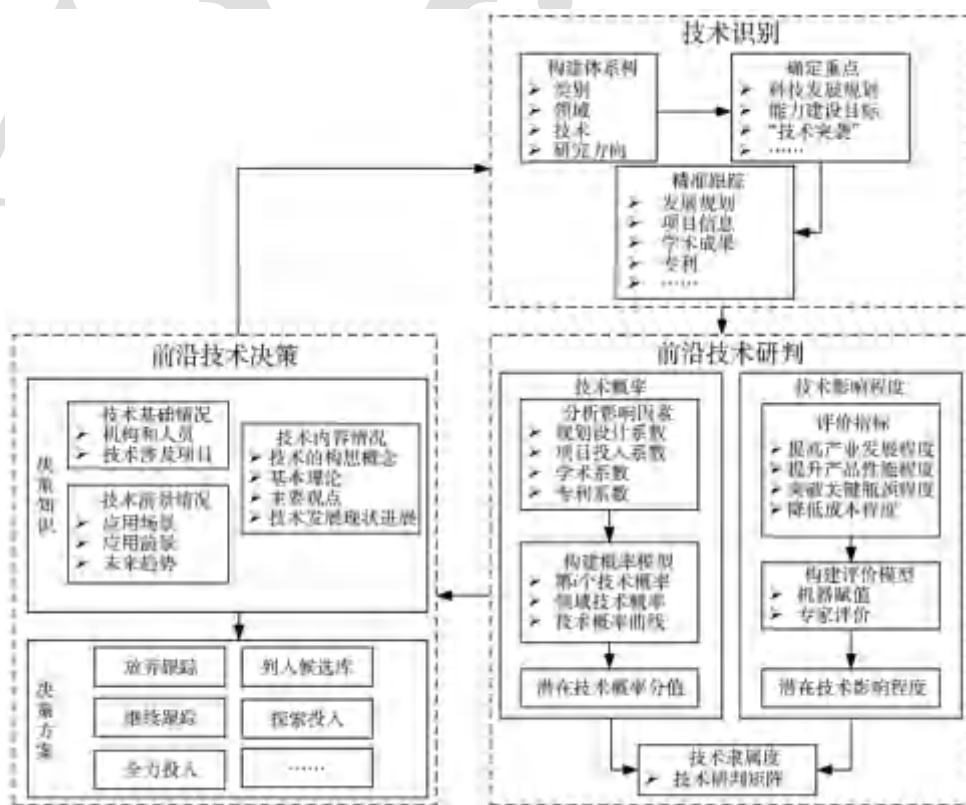 技术识别
构建体系树
类别
领域
技术
研究方向
确定重点
科技发展规划
能力建设目标
“技术突袭”
……
精准跟踪
发展规划
项目信息
学术成果
专利
……
前沿技术决策
决策知识
技术基础情况
机构和人员
技术涉及项目
技术前景情况
应用场景
应用前景
未来趋势
技术内容情况
技术的构思概念
基本理论
主要观点
技术发展现状进展
决策方案
放弃跟踪
列入候选库
继续跟踪
探索投入
全力投入
……
前沿技术研判
技术概率
分析影响因素
规划设计系数
项目投入系数
学术系数
专利系数
构建概率模型
第i个技术概率
领域技术概率
技术概率曲线
潜在技术概率分值
技术影响程度
评价指标
提高产业发展程度
提升产品性能程度
突破关键瓶颈程度
降低成本程度
构建评价模型
机器赋值
专家评价
潜在技术影响程度
技术隶属度
技术研判矩阵